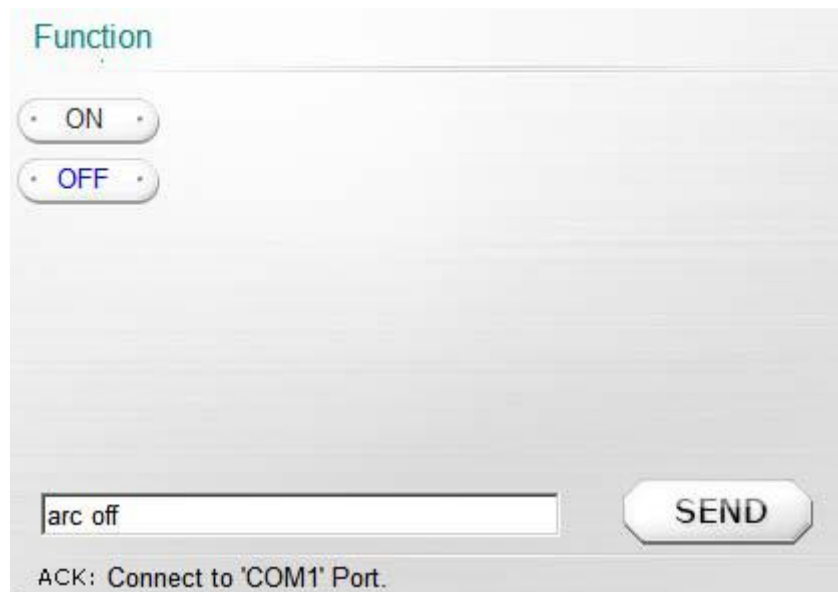 Function
ON
OFF
arc off
SEND
ACK: Connect to 'COM1' Port.